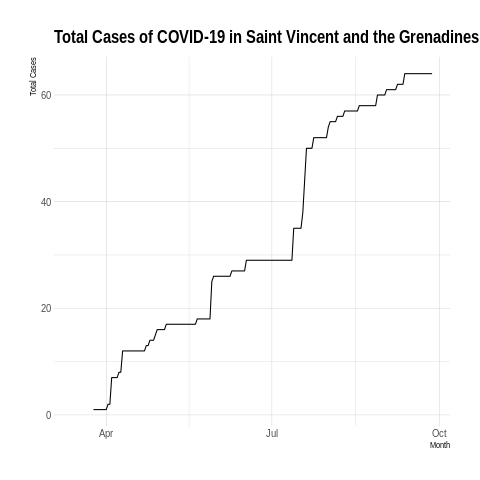 Total Cases of COVID-19 in Saint Vincent and the Grenadines
Total Cases
60
40
20
0
Apr
Jul
Oct
Month